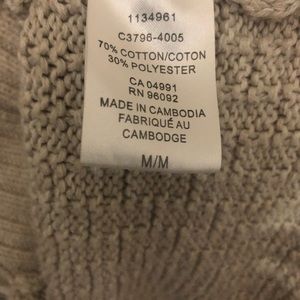 1134961
C3796-4005
70% COTTON/COTON
30% POLYESTER
CA 04991
RN 96092
MADE IN CAMBODIA
FABRIQUÉ AU
CAMBODGE
M/M